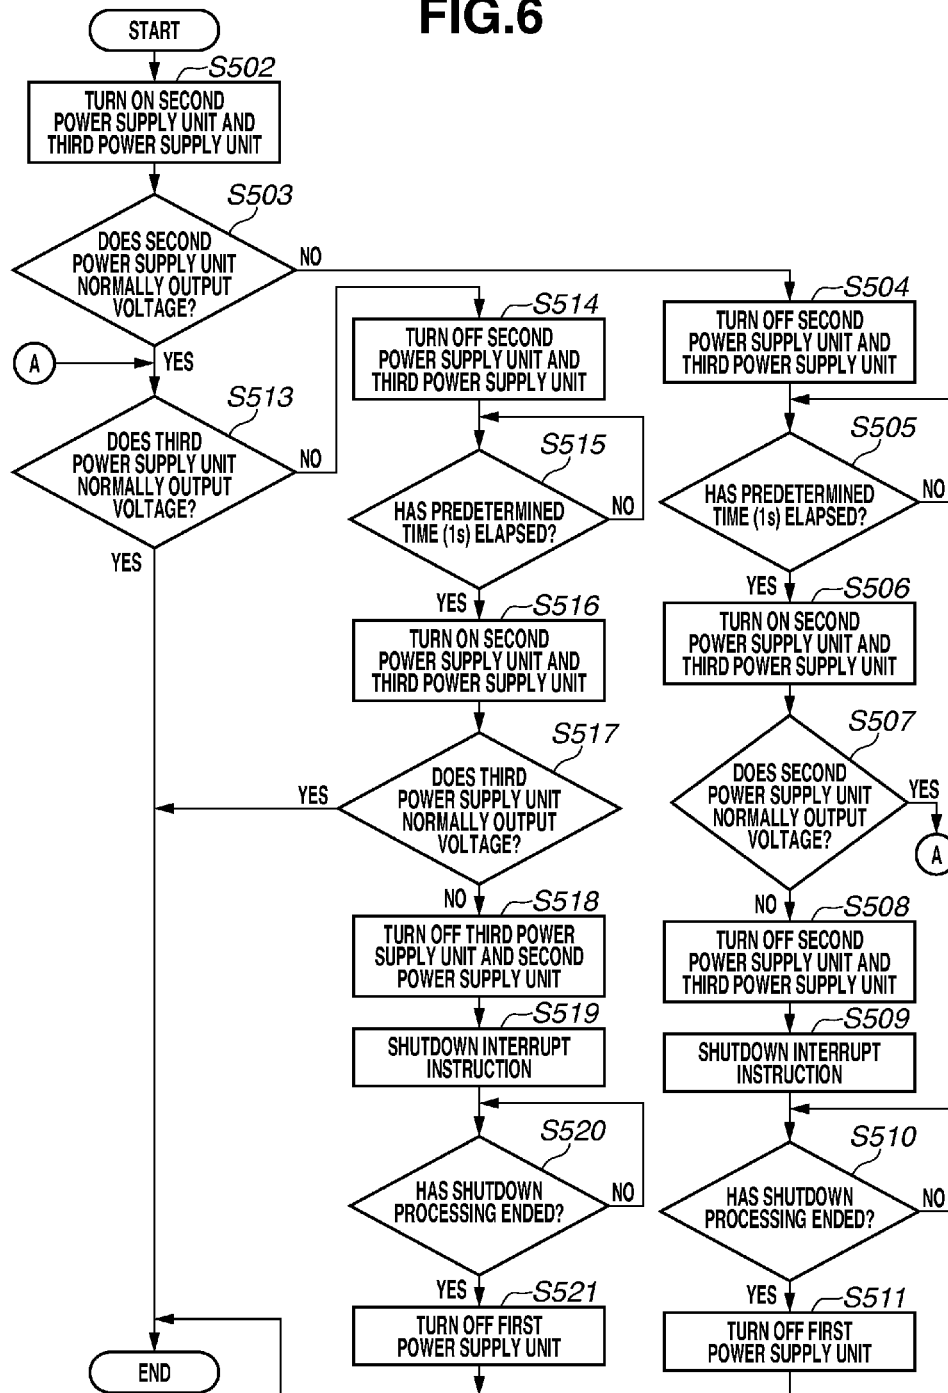 FIG.6
START
S502
TURN ON SECOND
POWER SUPPLY UNIT AND
THIRD POWER SUPPLY UNIT
S503
DOES SECOND
POWER SUPPLY UNIT
NORMALLY OUTPUT
VOLTAGE?
NO
YES
A
S513
DOES THIRD
POWER SUPPLY UNIT
NORMALLY OUTPUT
VOLTAGE?
NO
YES
S514
TURN OFF SECOND
POWER SUPPLY UNIT AND
THIRD POWER SUPPLY UNIT
S515
HAS PREDETERMINED
TIME (1s) ELAPSED?
NO
YES
S516
TURN ON SECOND
POWER SUPPLY UNIT AND
THIRD POWER SUPPLY UNIT
S517
DOES THIRD
POWER SUPPLY UNIT
NORMALLY OUTPUT
VOLTAGE?
YES
NO
S518
TURN OFF THIRD POWER
SUPPLY UNIT AND SECOND
POWER SUPPLY UNIT
S519
SHUTDOWN INTERRUPT
INSTRUCTION
S520
HAS SHUTDOWN
PROCESSING ENDED?
NO
YES
S521
TURN OFF FIRST
POWER SUPPLY UNIT
S504
TURN OFF SECOND
POWER SUPPLY UNIT AND
THIRD POWER SUPPLY UNIT
S505
HAS PREDETERMINED
TIME (1s) ELAPSED?
NO
YES
S506
TURN ON SECOND
POWER SUPPLY UNIT AND
THIRD POWER SUPPLY UNIT
S507
DOES SECOND
POWER SUPPLY UNIT
NORMALLY OUTPUT
VOLTAGE?
YES
A
NO
S508
TURN OFF SECOND
POWER SUPPLY UNIT AND
THIRD POWER SUPPLY UNIT
S509
SHUTDOWN INTERRUPT
INSTRUCTION
S510
HAS SHUTDOWN
PROCESSING ENDED?
NO
YES
S511
TURN OFF FIRST
POWER SUPPLY UNIT
END